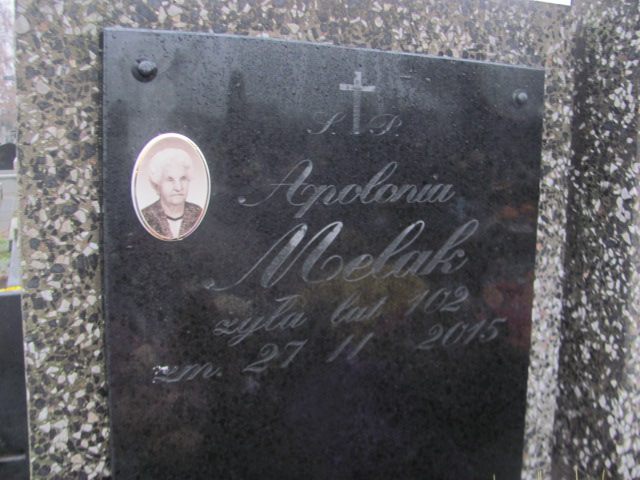 Ś. P.
Apolonia
Melak
żyła lat 102
zm. 27 11 2015